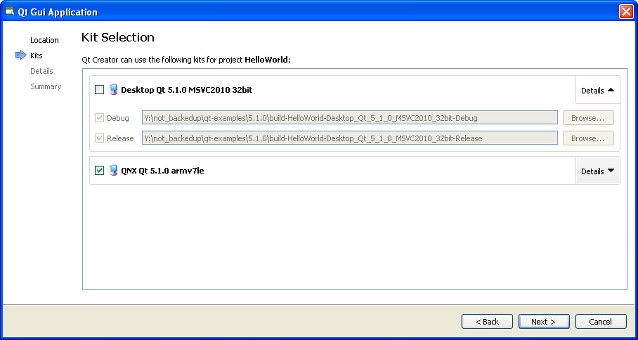 Qt Gui Application
Location
Kits
Details
Summary
Kit Selection
Qt Creator can use the following kits for project HelloWorld:
Desktop Qt 5.1.0 MSVC2010 32bit
Details
Debug
Y:\not_backedup\qt-examples\5.1.0\build-HelloWorld-Desktop_Qt_5_1_0_MSVC2010_32bit-Debug
Browse...
Release
Y:\not_backedup\qt-examples\5.1.0\build-HelloWorld-Desktop_Qt_5_1_0_MSVC2010_32bit-Release
Browse...
QNX Qt 5.1.0 armv7le
Details
< Back
Next >
Cancel